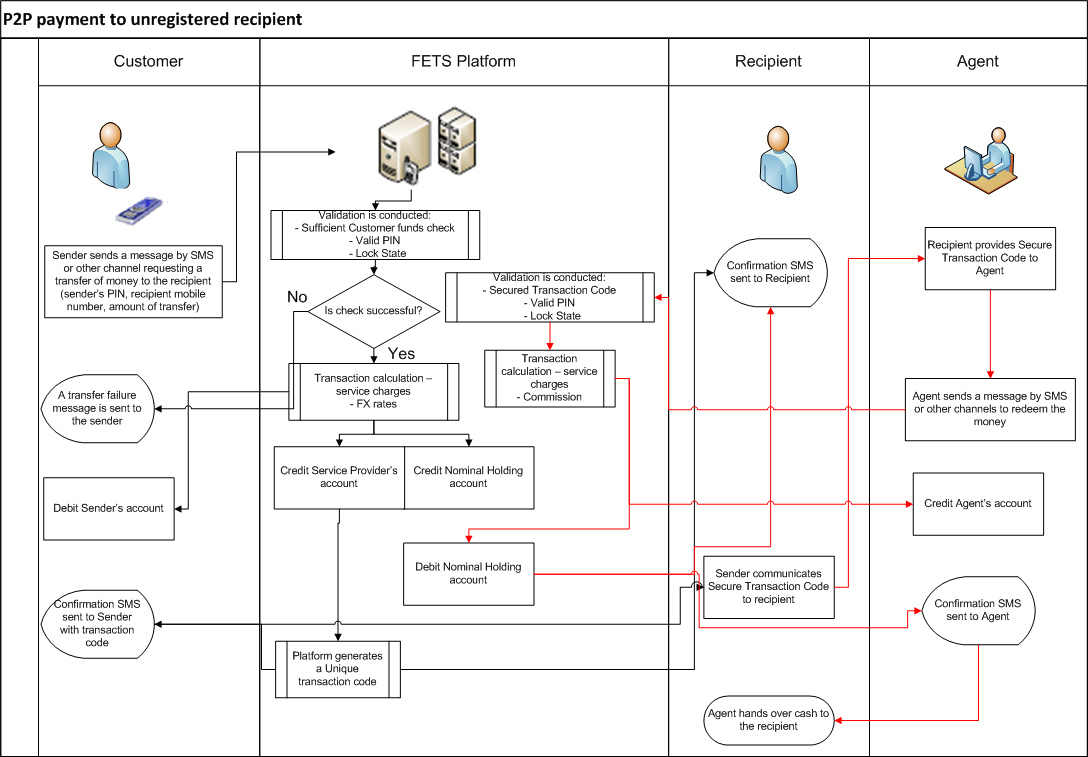 P2P payment to unregistered recipient
Customer
FETS Platform
Recipient
Agent
Sender sends a message by SMS
or other channel requesting a
transfer of money to the recipient
(sender's PIN, recipient mobile
number, amount of transfer)
A transfer failure
message is sent to
the sender
Debit Sender's account
Confirmation SMS
sent to Sender
with transaction
code
Validation is conducted:
- Sufficient Customer funds check
- Valid PIN
- Lock State
Is check successful?
No
Yes
Transaction calculation –
service charges
- FX rates
Credit Service Provider's
account
Credit Nominal Holding
account
Validation is conducted:
- Secured Transaction Code
- Valid PIN
- Lock State
Transaction
calculation – service
charges
- Commission
Debit Nominal Holding
account
Platform generates
a Unique
transaction code
Confirmation SMS
sent to Recipient
Sender communicates
Secure Transaction Code
to recipient
Agent hands over cash to
the recipient
Recipient provides Secure
Transaction Code to
Agent
Agent sends a message by SMS
or other channels to redeem the
money
Credit Agent's account
Confirmation SMS
sent to Agent